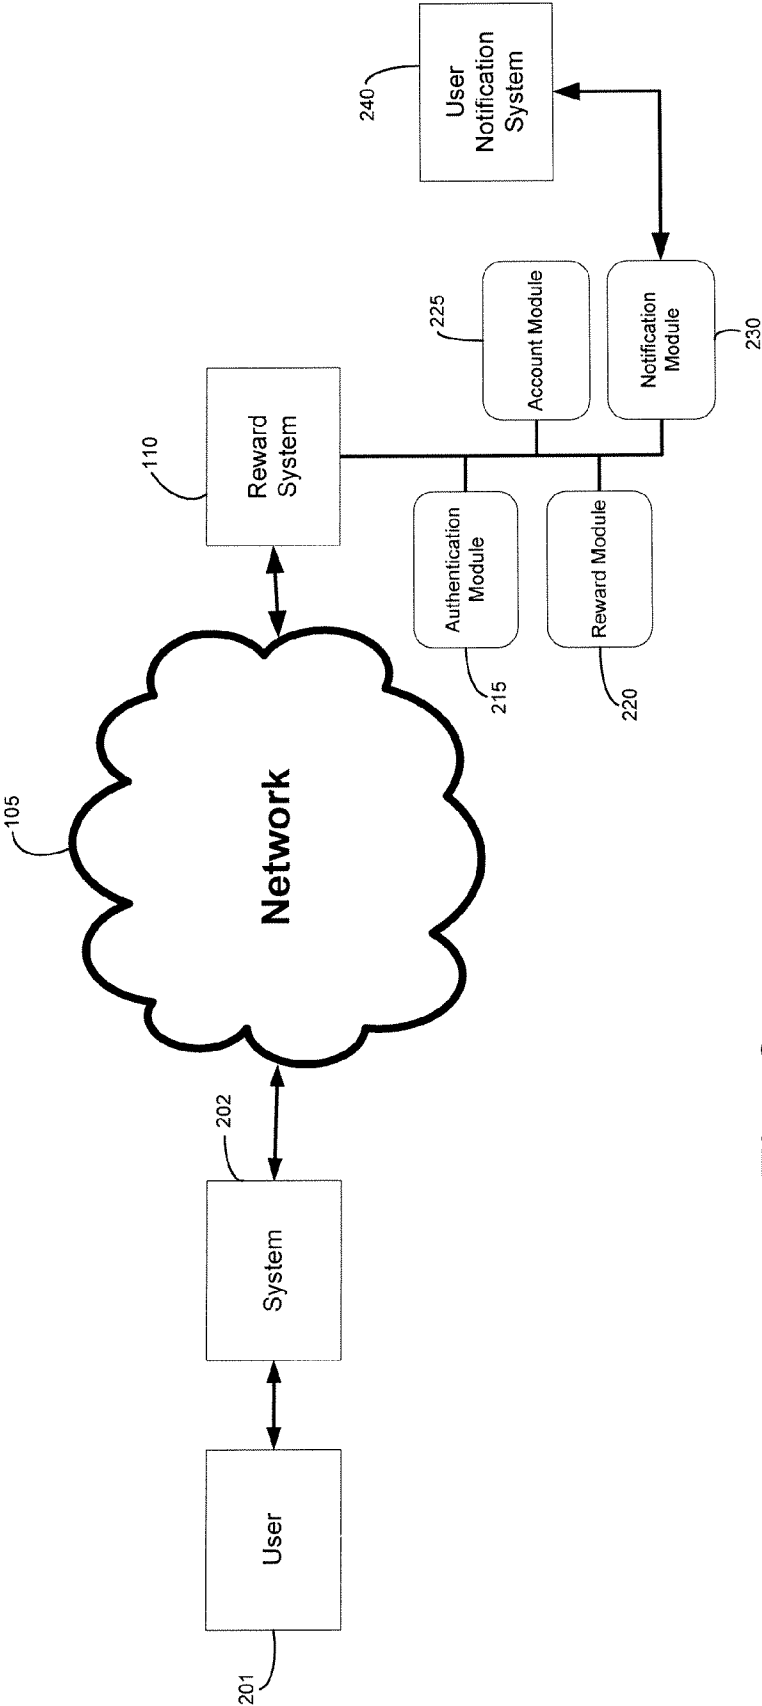 105
110
240
User
Notification
System
225
Reward
System
Account Module
Network
202
User
System
Authentication
Module
Notification
Module
Reward Module
201
215
220
230